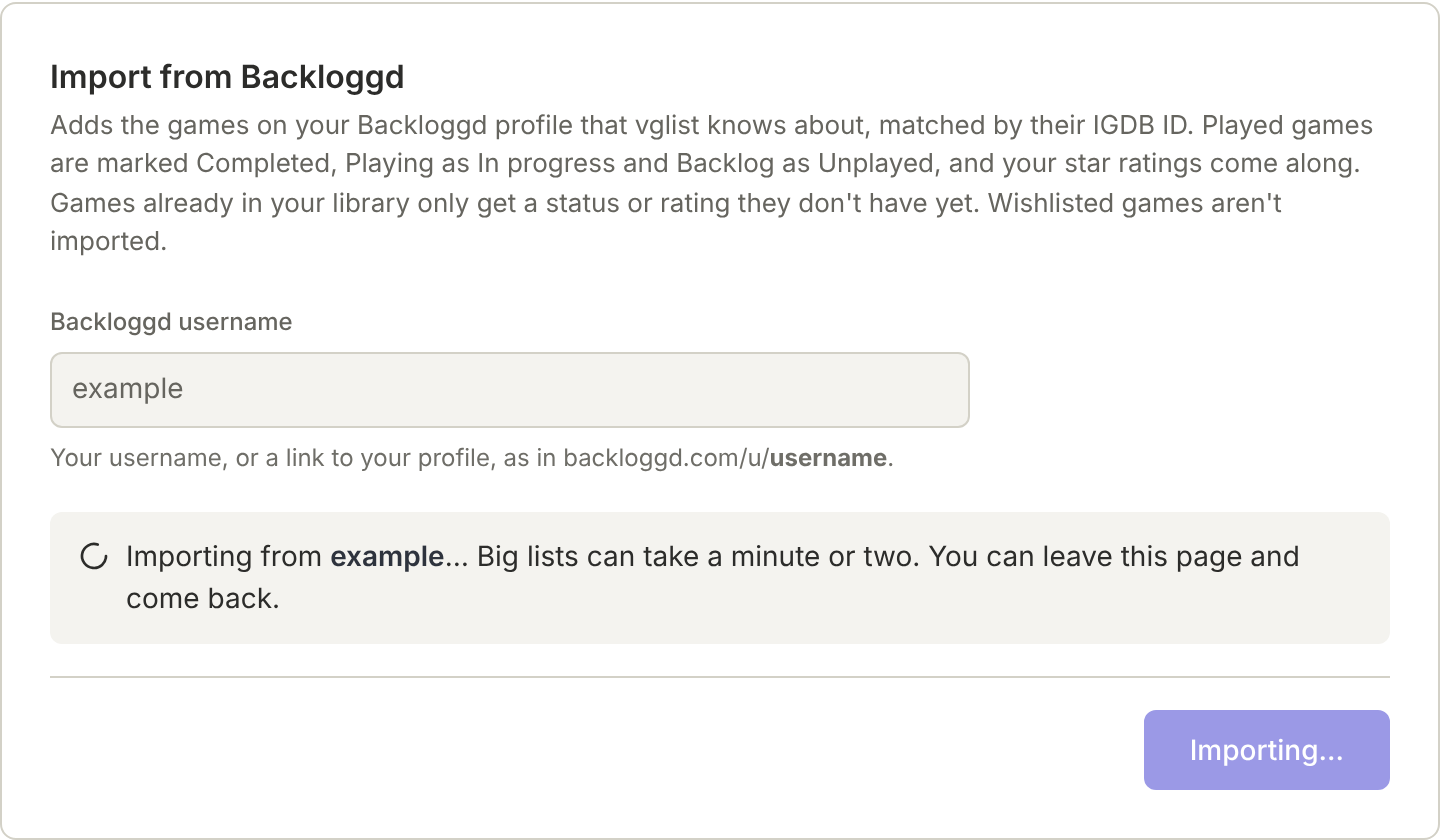 Import from Backloggd
Adds the games on your Backloggd profile that vglist knows about, matched by their IGDB ID. Played games
are marked Completed, Playing as In progress and Backlog as Unplayed, and your star ratings come along.
Games already in your library only get a status or rating they don't have yet. Wishlisted games aren't
imported.
Backloggd username
example
Your username, or a link to your profile, as in backloggd.com/u/username.
Importing from example... Big lists can take a minute or two. You can leave this page and
come back.
Importing...